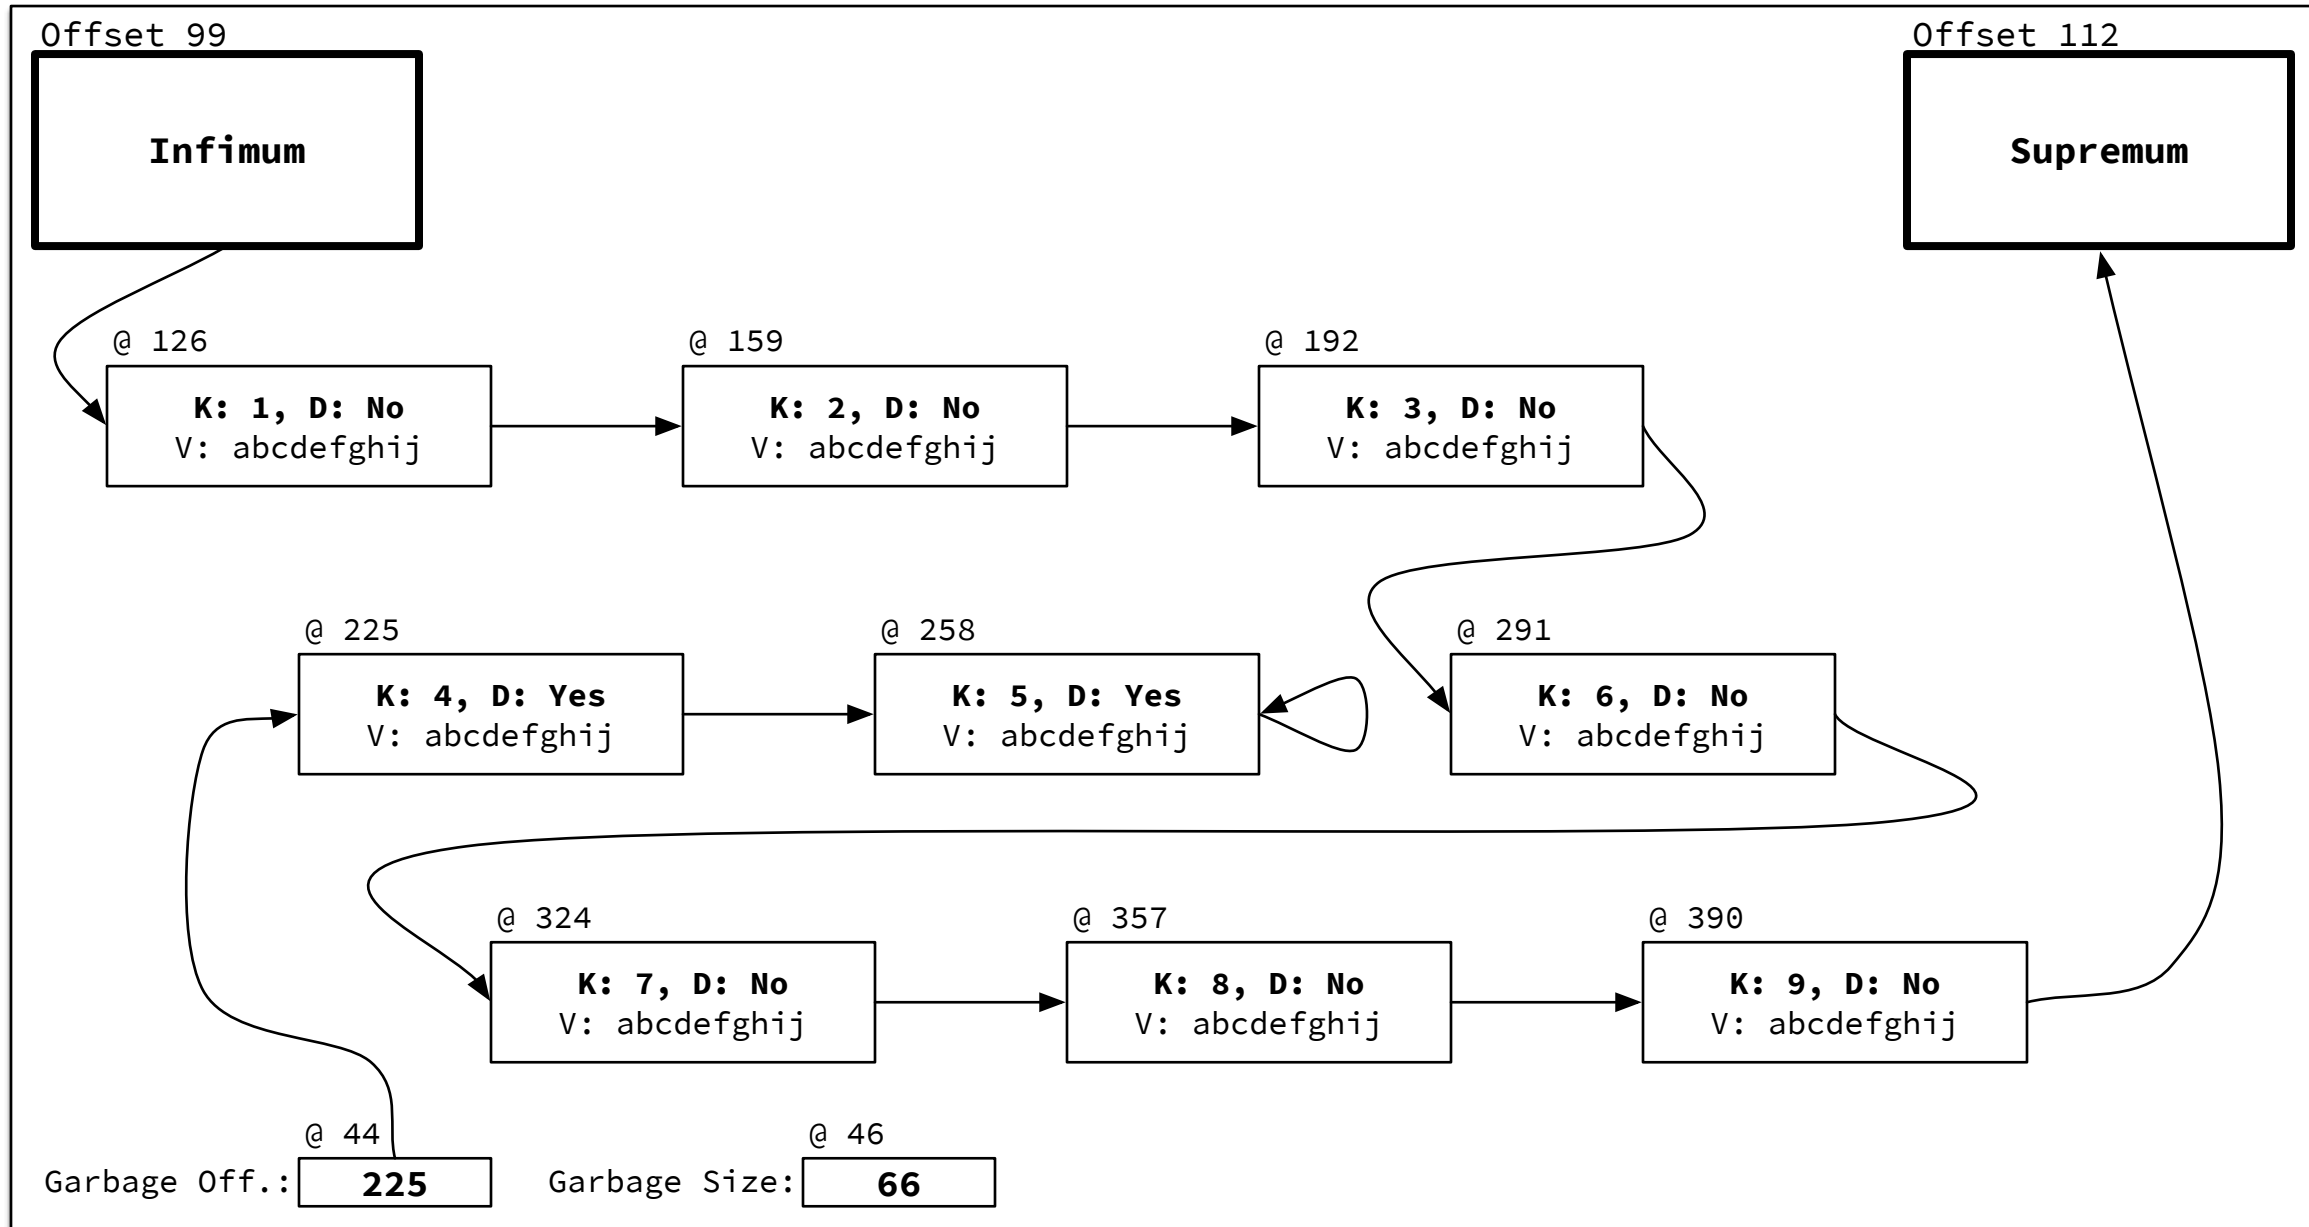 Offset 99
Offset 112
Infimum
Supremum
@ 126
@ 159
@ 192
K: 1, D: No
V: abcdefghij
K: 2, D: No
V: abcdefghij
K: 3, D: No
V: abcdefghij
@ 225
@ 258
@ 291
K: 4, D: Yes
V: abcdefghij
K: 5, D: Yes
V: abcdefghij
K: 6, D: No
V: abcdefghij
@ 324
@ 357
@ 390
K: 7, D: No
V: abcdefghij
K: 8, D: No
V: abcdefghij
K: 9, D: No
V: abcdefghij
@ 44
@ 46
Garbage Off.: 225
Garbage Size: 66